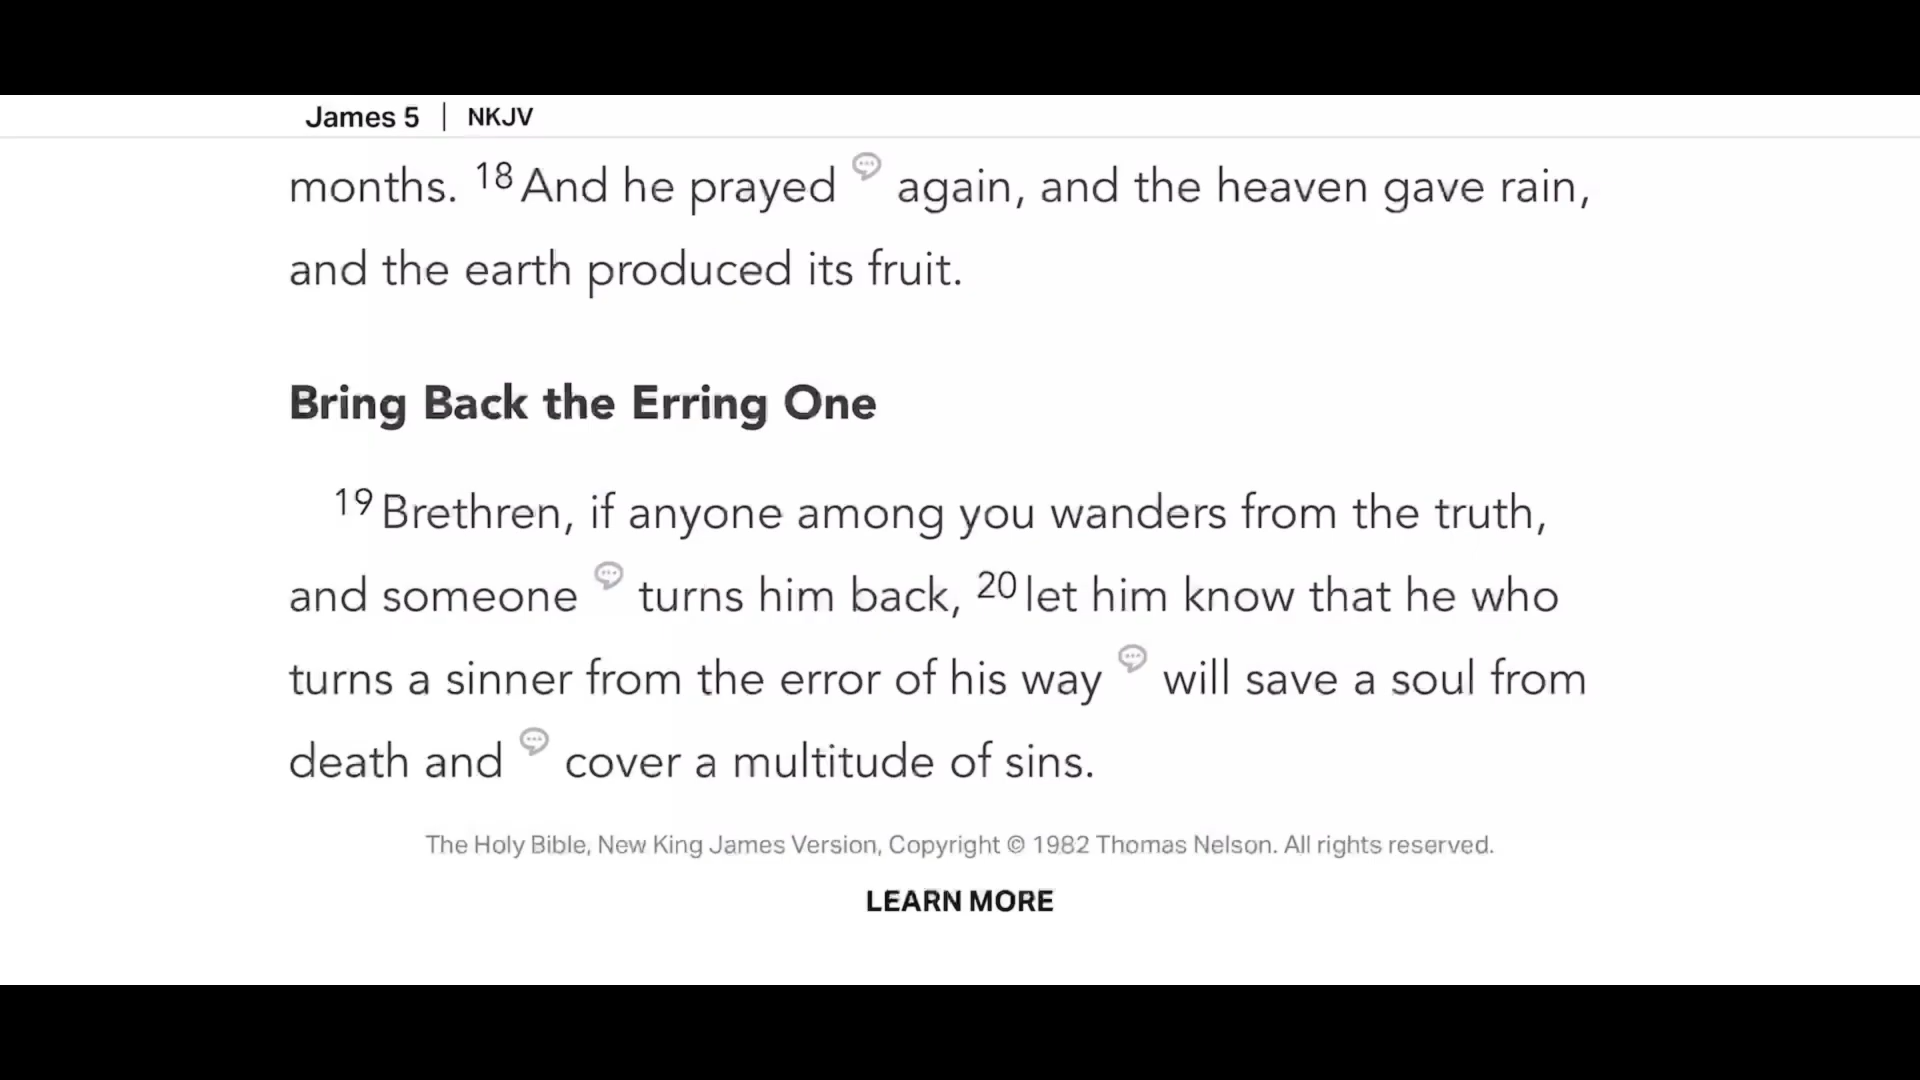 James 5 | NKJV
months. 18 And he prayed again, and the heaven gave rain,
and the earth produced its fruit.
Bring Back the Erring One
19 Brethren, if anyone among you wanders from the truth,
and someone turns him back, 20 let him know that he who
turns a sinner from the error of his way will save a soul from
death and cover a multitude of sins.
The Holy Bible, New King James Version, Copyright © 1982 Thomas Nelson. All rights reserved.
LEARN MORE